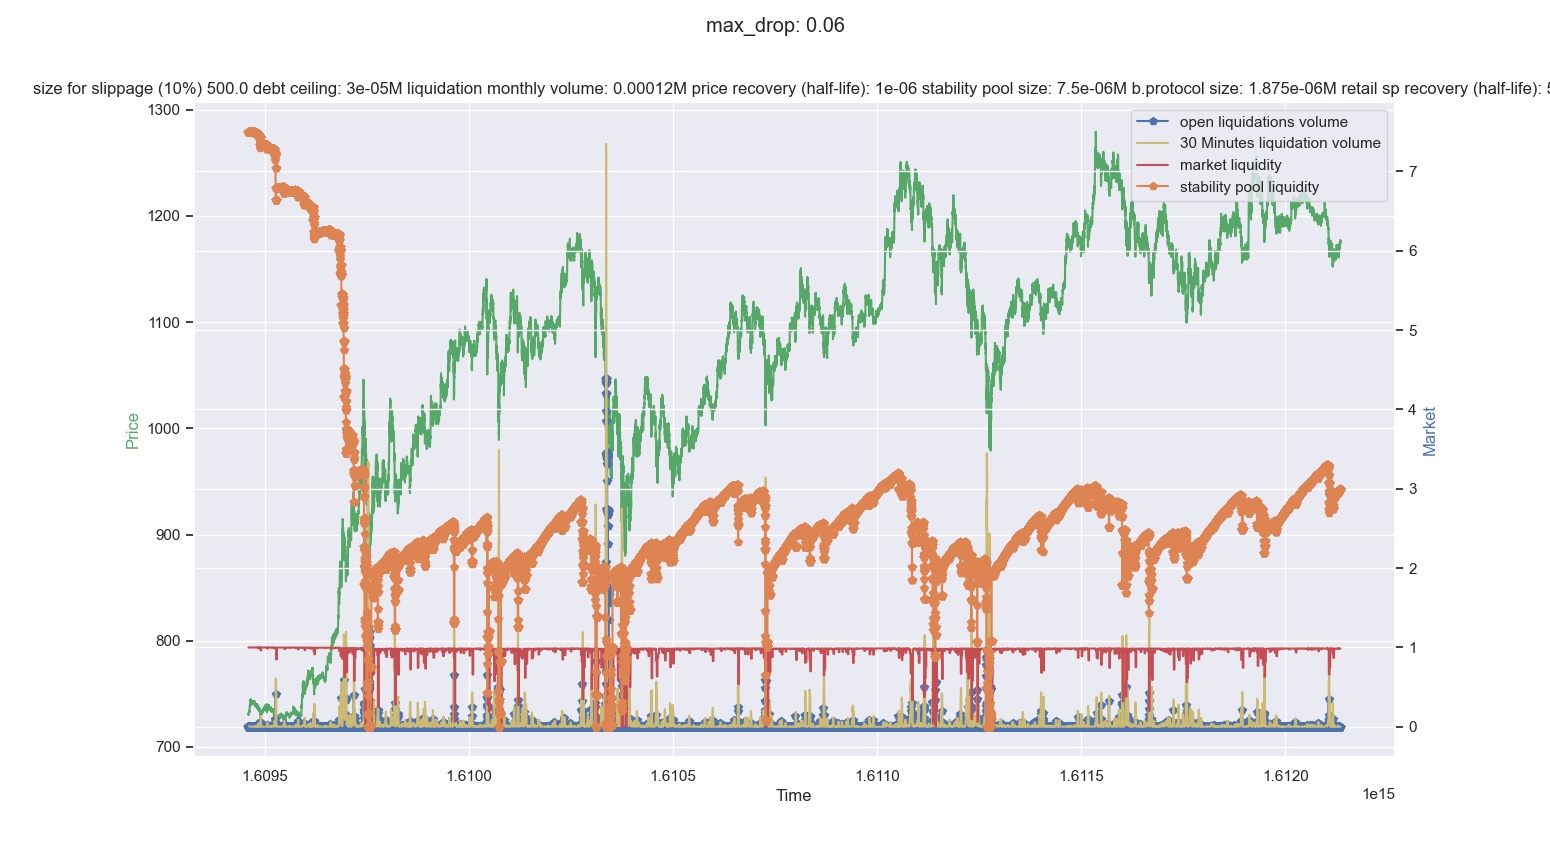 max_drop: 0.06
size for slippage (10%) 500.0 debt ceiling: 3e-05M liquidation monthly volume: 0.00012M price recovery (half-life): 1e-06 stability pool size: 7.5e-06M b.protocol size: 1.875e-06M retail sp recovery (half-life):
open liquidations volume
30 Minutes liquidation volume
market liquidity
stability pool liquidity
1300
1200
1100
1000
900
800
700
Price
7
6
5
4
3
2
1
0
Market
1.6095 1.6100 1.6105 1.6110 1.6115 1.6120
1e15
Time